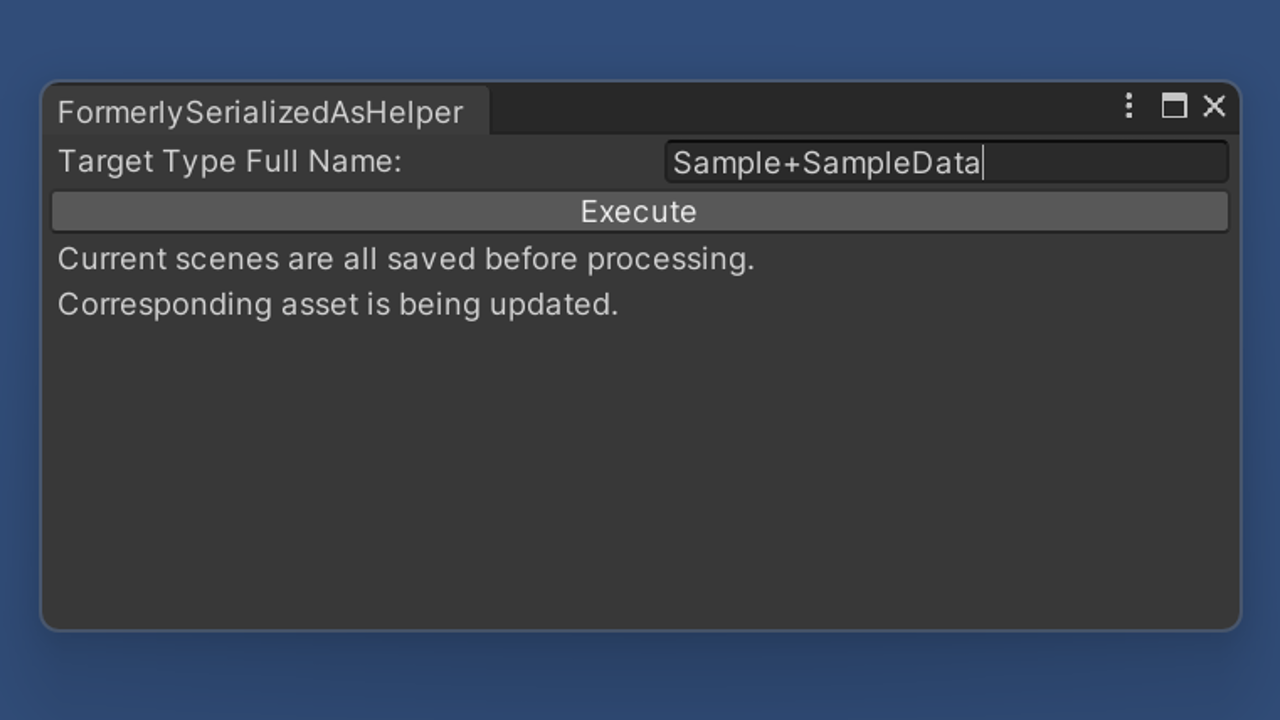 FormerlySerializedAsHelper
Target Type Full Name: Sample+SampleData
Execute
Current scenes are all saved before processing.
Corresponding asset is being updated.